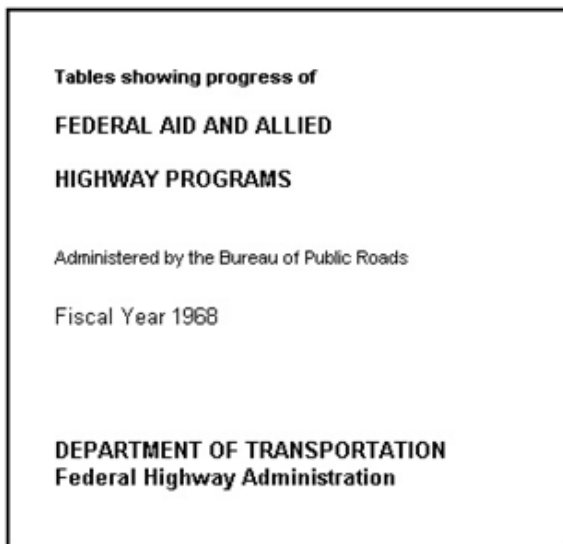 Tables showing progress of
FEDERAL AID AND ALLIED
HIGHWAY PROGRAMS
Administered by the Bureau of Public Roads
Fiscal Year 1968
DEPARTMENT OF TRANSPORTATION
Federal Highway Administration